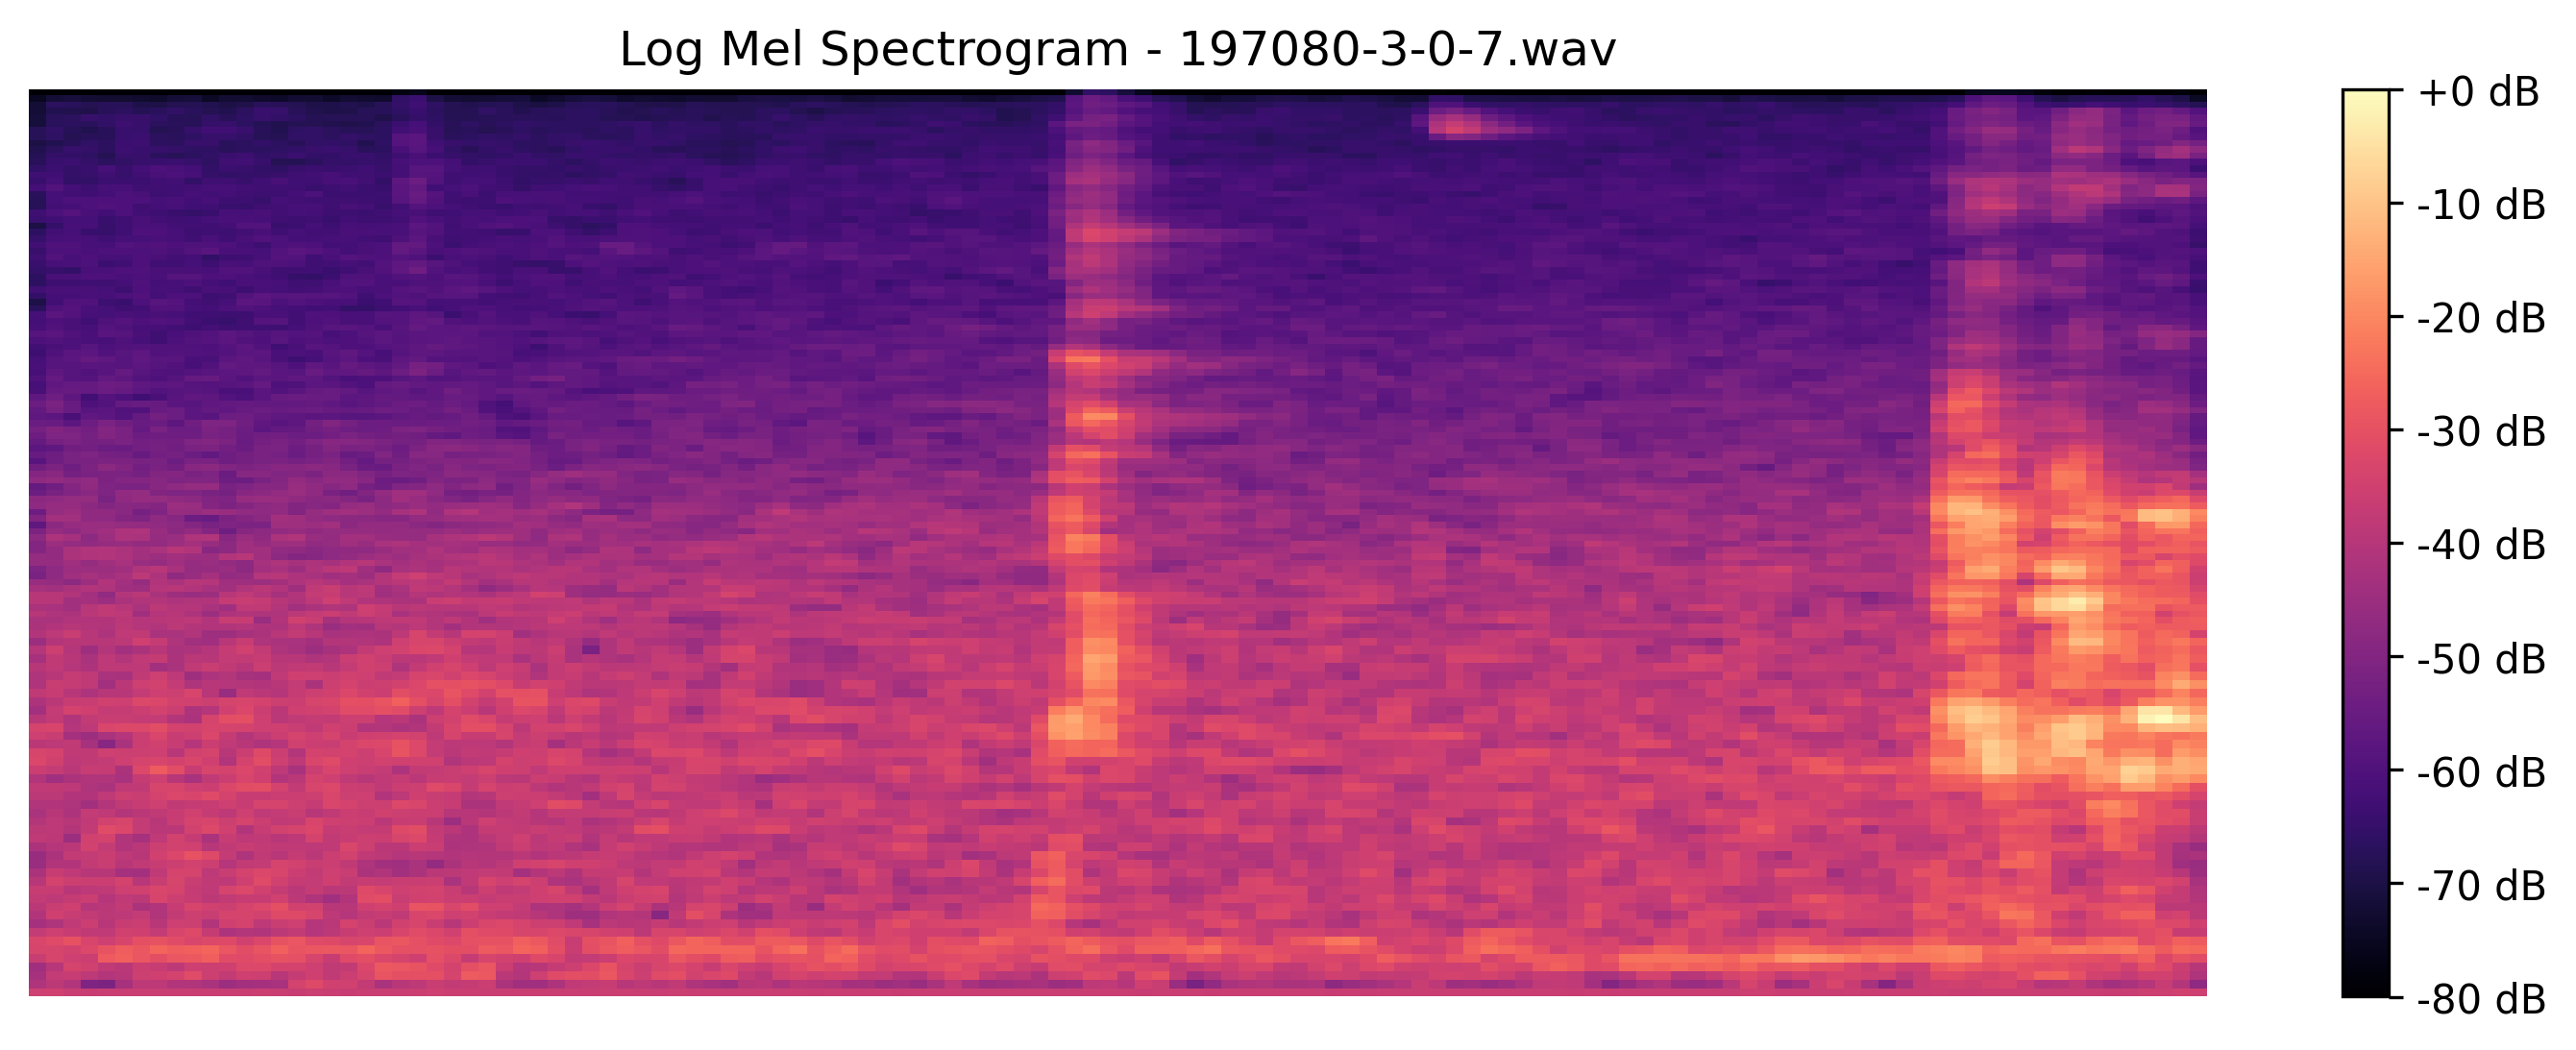 Log Mel Spectrogram - 197080-3-0-7.wav
+0 dB
-10 dB
-20 dB
-30 dB
-40 dB
-50 dB
-60 dB
-70 dB
-80 dB